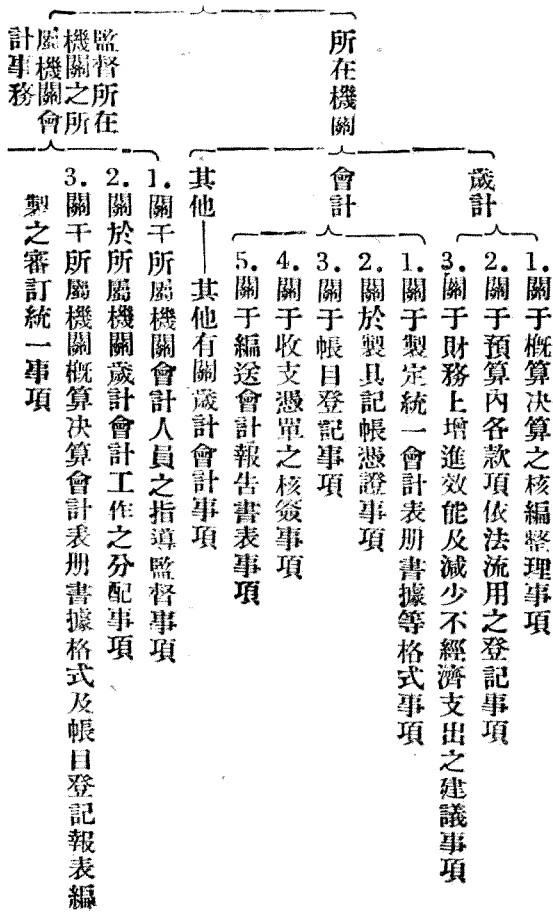 所在機關
歲計
1.關于概算決算之核編整理事項
2.關于預算內各款項依法流用之登記事項
3.關于財務上增進效能及減少不經濟支出之建議事項
會計
1.關于製定統一會計表册書據等格式事項
2.關於製具記帳憑證事項
3.關于帳目登記事項
4.關于收支憑單之核簽事項
5.關于編送會計報告書表事項
其他——其他有關歲計會計事項
監督所在
機關之所
屬機關會
計事務
1.關于所屬機關會計人員之指導監督事項
2.關於所屬機關歲計會計工作之分配事項
3.關于所屬機關概算决算會計表册書據格式及帳目登記報表編
製之審訂統一事項